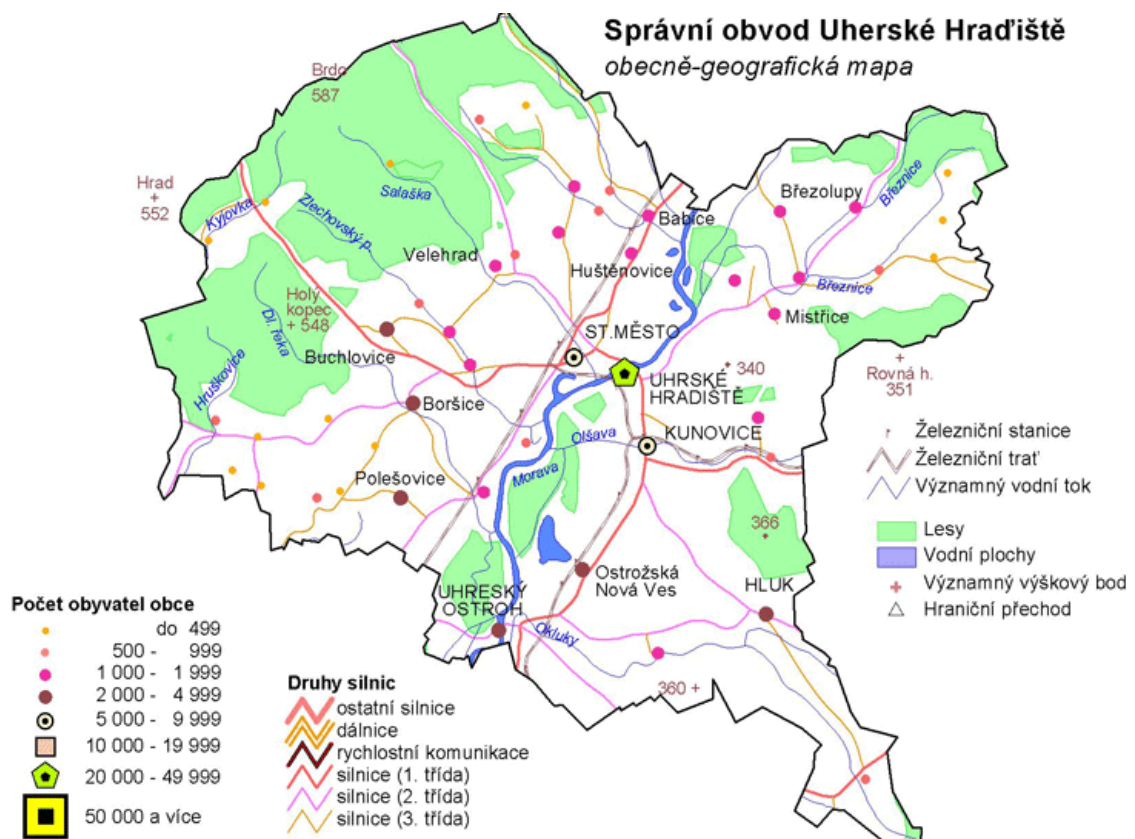 Správní obvod Uherské Hraďiště
obecně-geografická mapa
Brdo
587
Hrad
+
552
Kyjovka
Zlechovský p.
Salaška
Velehrad
Babice
Huštěnovice
Březolupy
Březnice
Březnice
Mistřice
Holý
kopec
+ 548
Dl. řeka
Buchlovice
ST.MĚSTO
340
UHRSKÉ
HRADIŠTĚ
Rovná h.
351
Hruškovice
Boršice
Olšava
KUNOVICE
Morava
Polešovice
366
Ostrožská
Nová Ves
HLUK
UHRESKÝ
OSTROH
Okluky
360 +
Železniční stanice
Železniční trať
Významný vodní tok
Lesy
Vodní plochy
Významný výškový bod
Hraniční přechod
Počet obyvatel obce
do 499
500 - 999
1 000 - 1 999
2 000 - 4 999
5 000 - 9 999
10 000 - 19 999
20 000 - 49 999
50 000 a více
Druhy silnic
ostatní silnice
dálnice
rychlostní komunikace
silnice (1. třída)
silnice (2. třída)
silnice (3. třída)